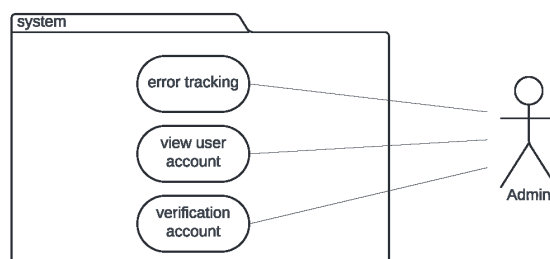 system
error tracking
view user
account
verification
account
Admin